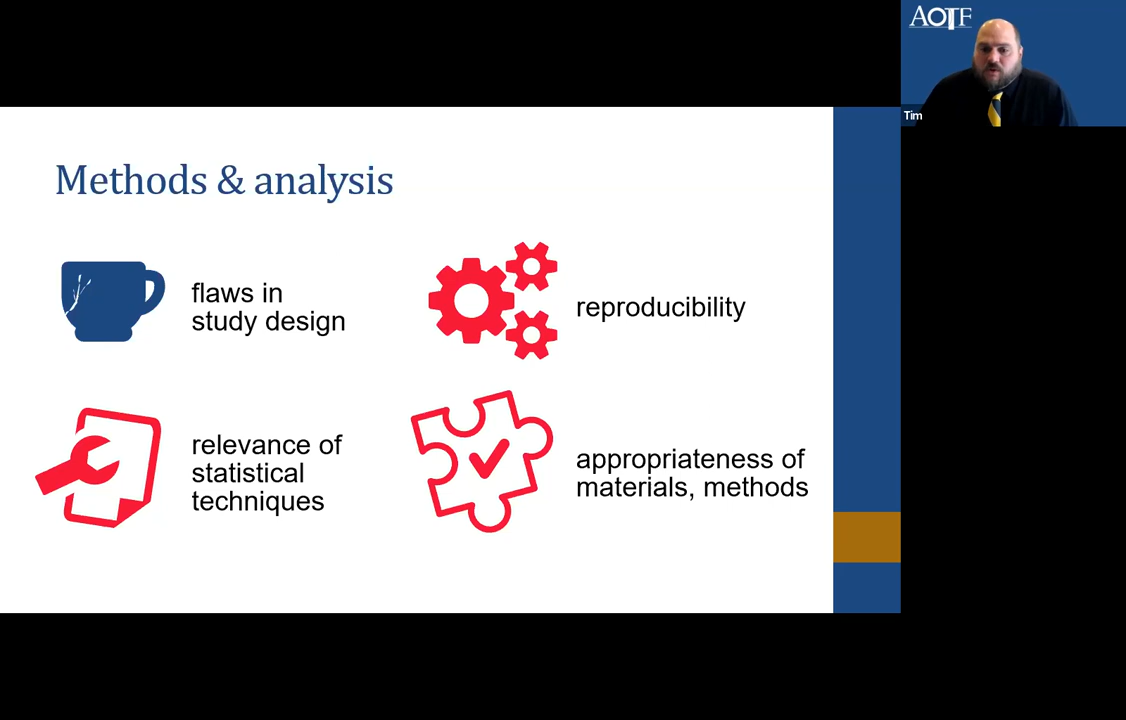 AOTF
Tim
Methods & analysis
flaws in
study design
reproducibility
relevance of
statistical
techniques
appropriateness of
materials, methods